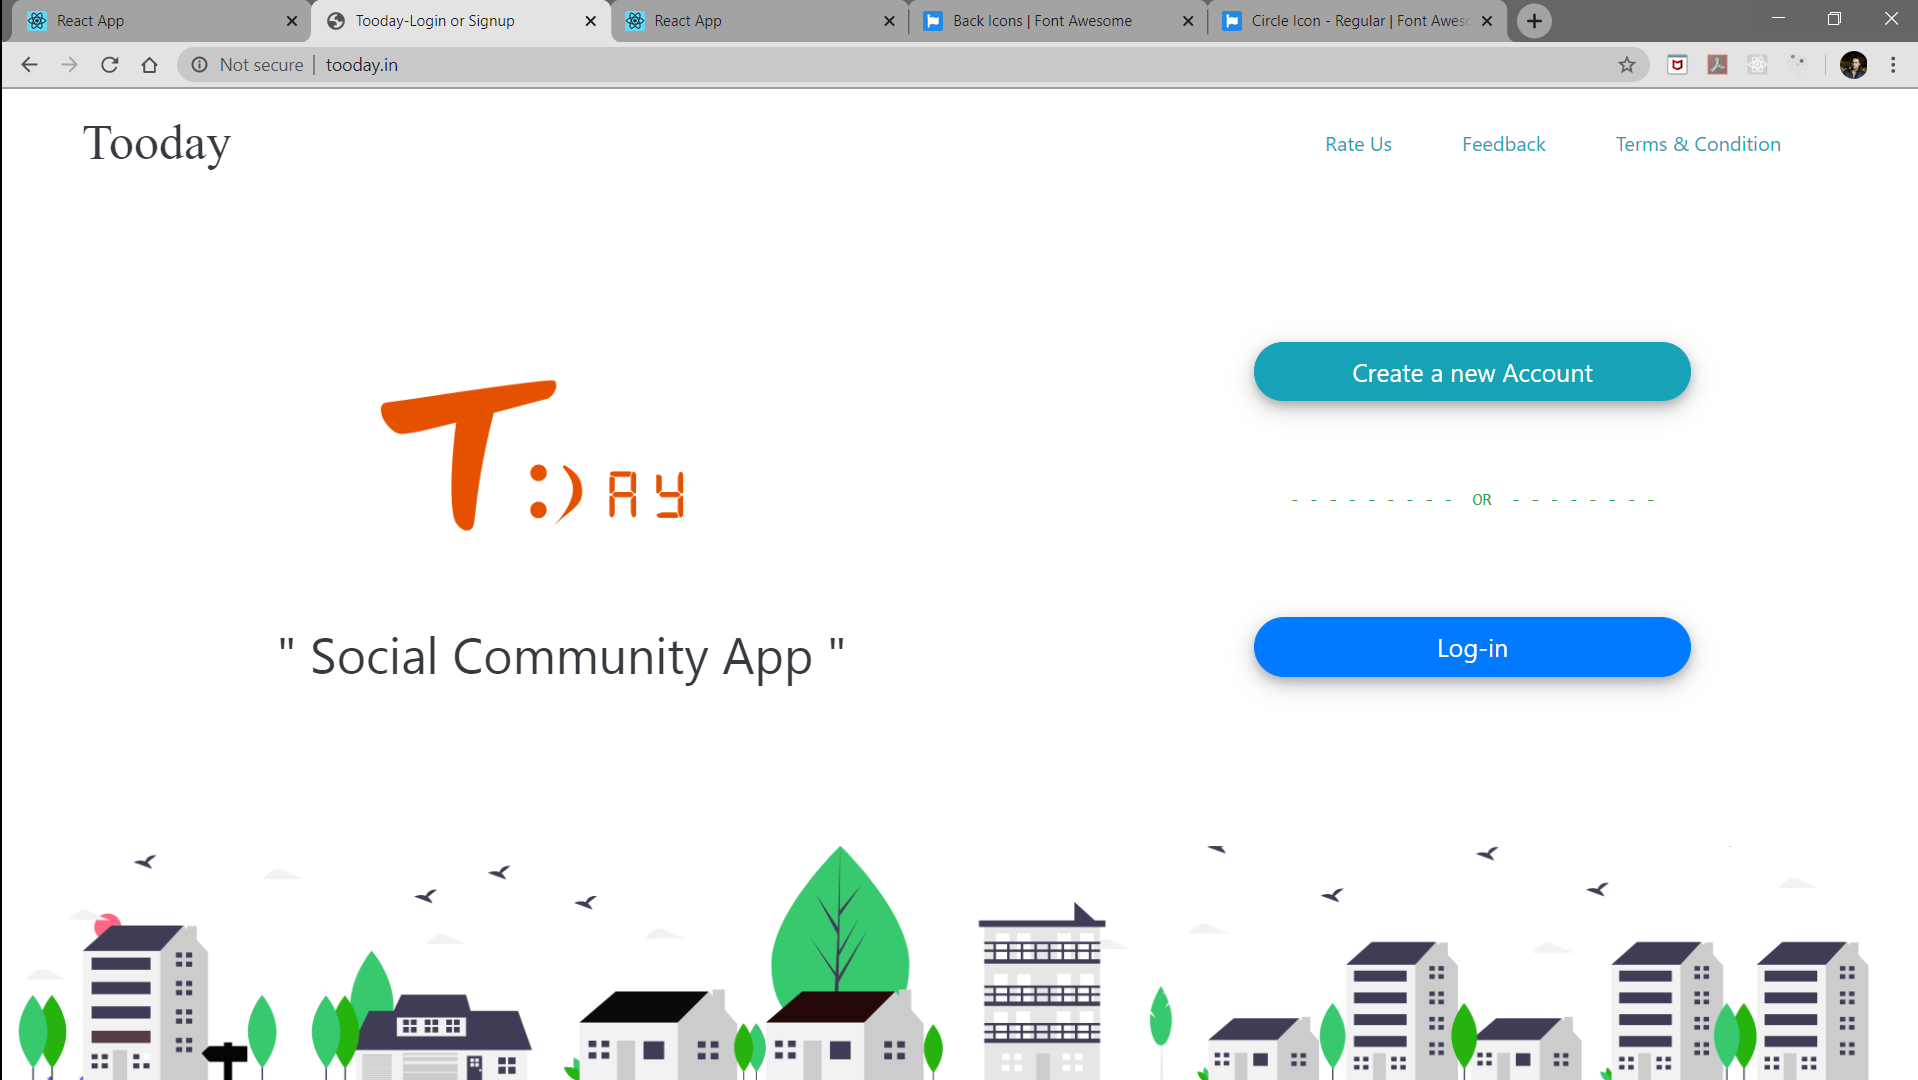 React App
Tooday-Login or Signup
React App
Back Icons | Font Awesome
Circle Icon - Regular | Font Awes
Not secure | tooday.in
Tooday
Rate Us
Feedback
Terms & Condition
Create a new Account
T:)AY
- - - - - - - - - OR - - - - - - - -
" Social Community App "
Log-in